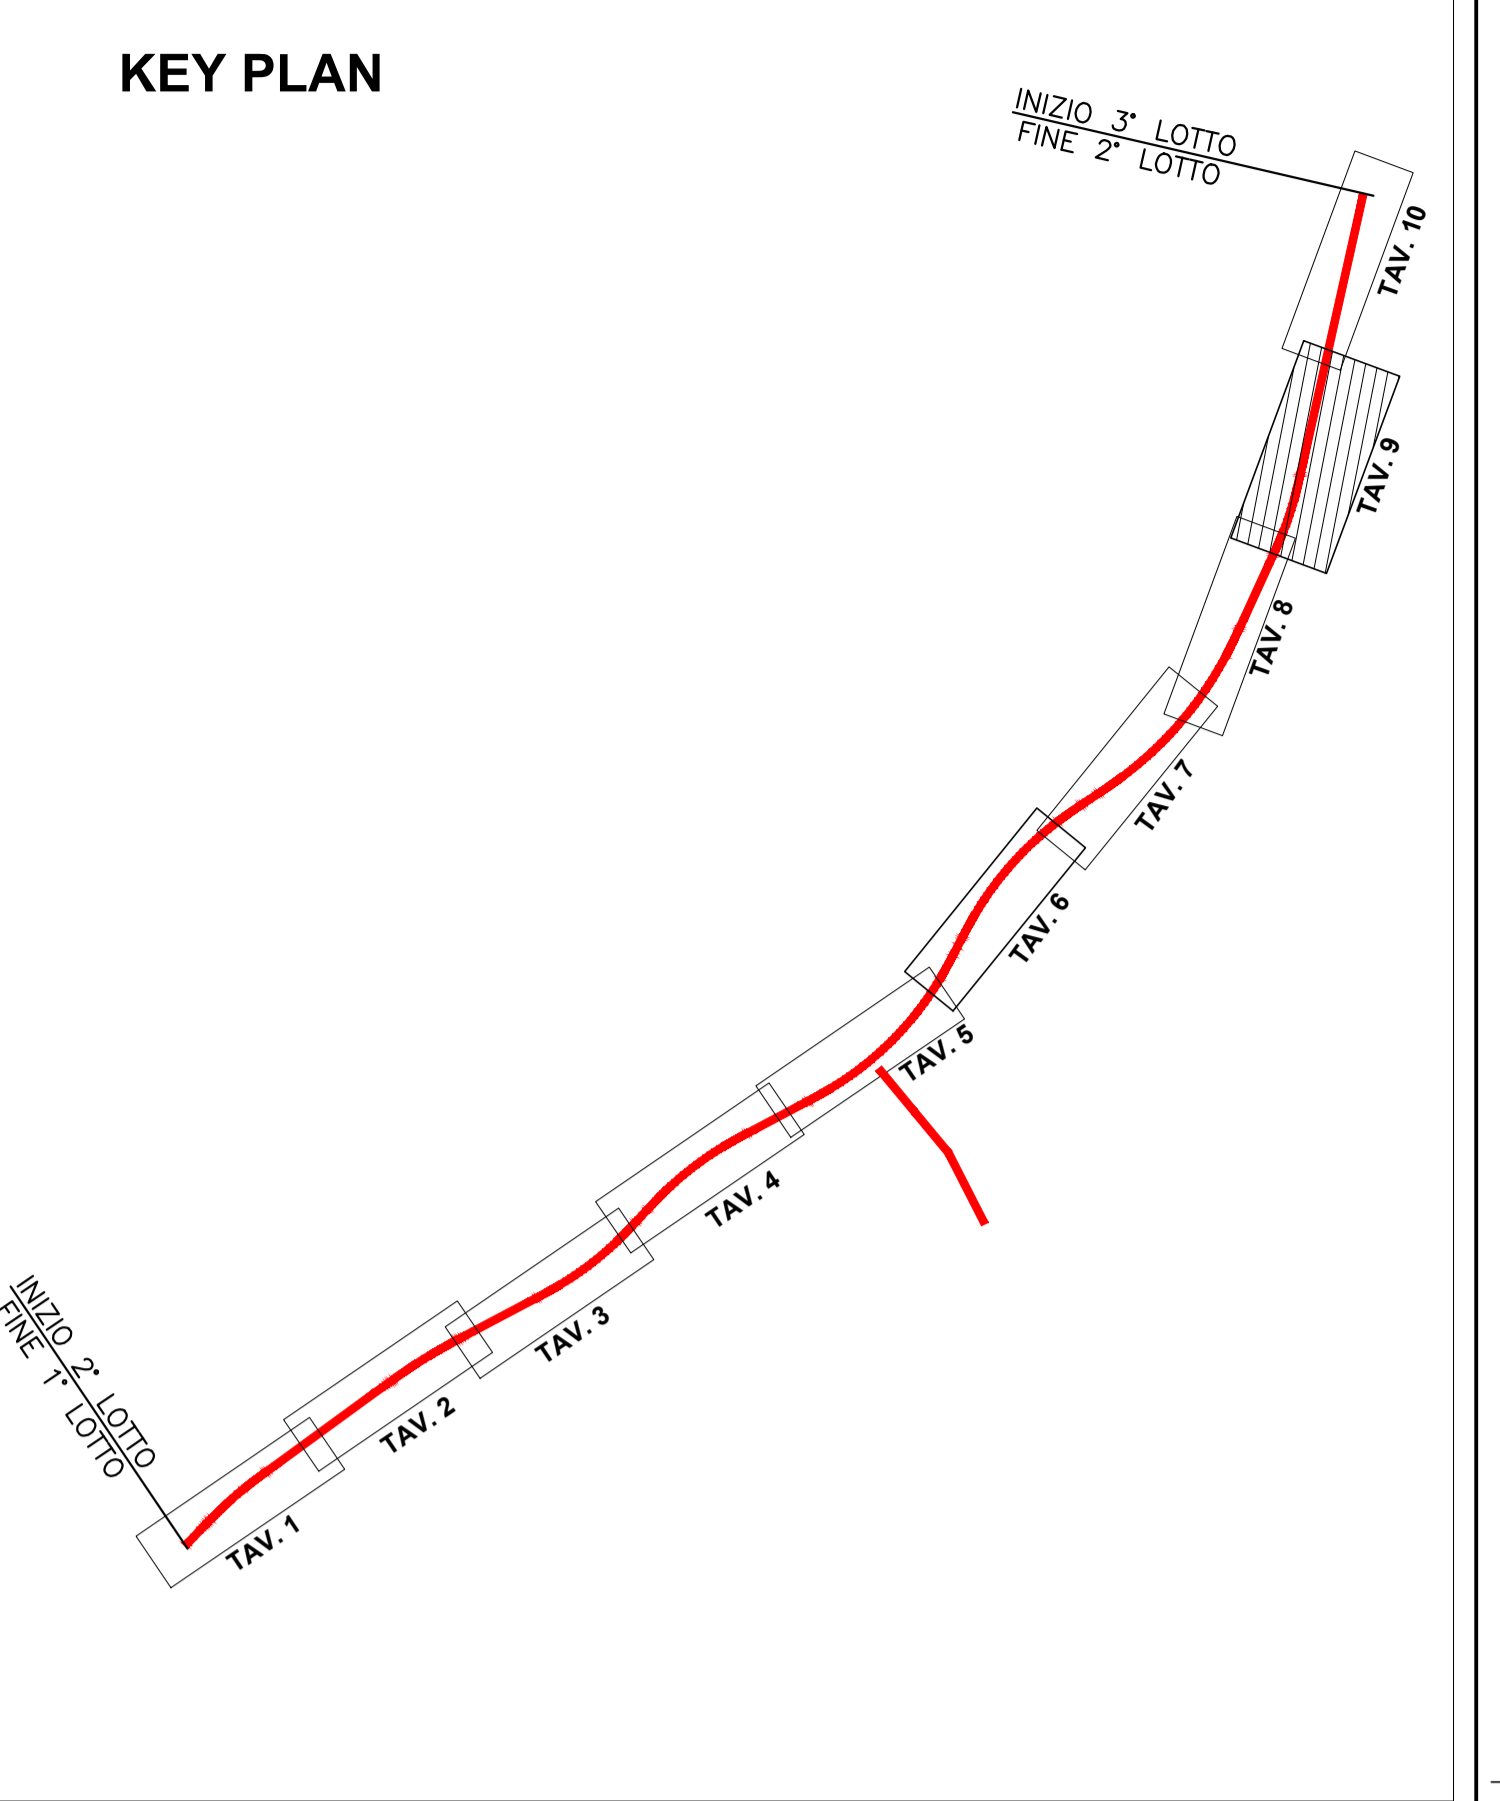 KEY PLAN
INIZIO 3° LOTTO
FINE 2° LOTTO
TAV. 10
TAV. 9
TAV. 8
TAV. 7
TAV. 6
TAV. 5
TAV. 4
TAV. 3
TAV. 2
TAV. 1
INIZIO 2° LOTTO
FINE 1° LOTTO